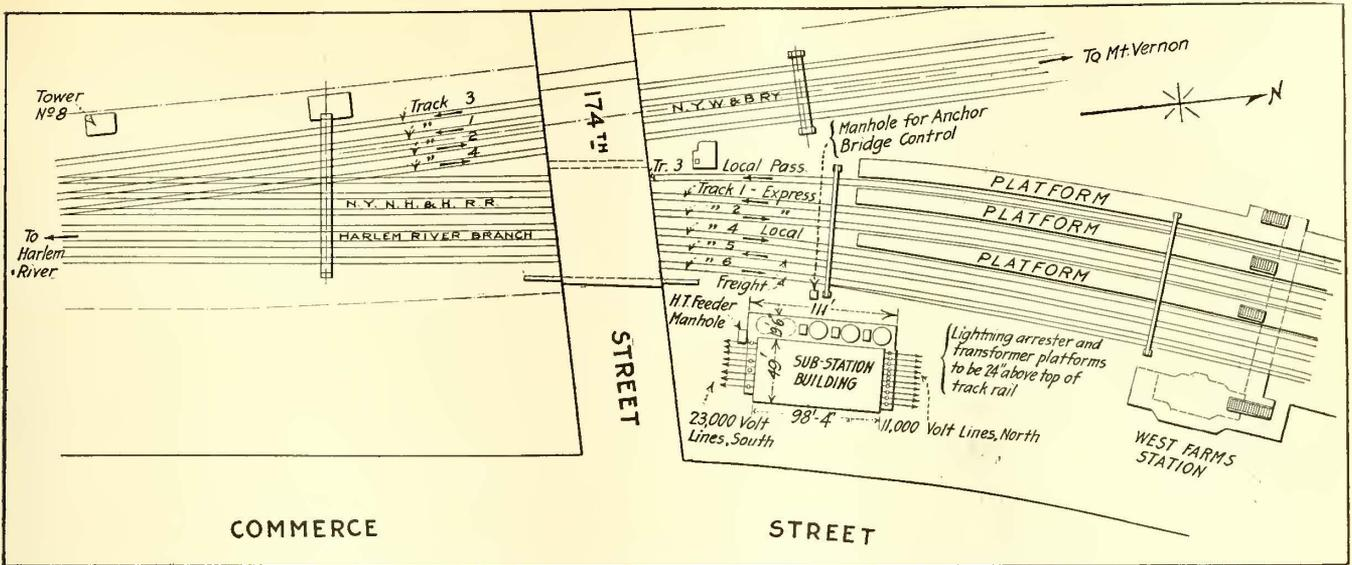 To Mt. Vernon
N
Tower
Nº 8
Track 3
" 1
" 2
" 4
174TH
STREET
N.Y. W & B RY
Manhole for Anchor
Bridge Control
Tr. 3 Local Pass.
Track 1 - Express
" 2 "
" 4 Local
" 5 "
" 6 "
Freight
N.Y. N.H. & H. R.R.
HARLEM RIVER BRANCH
To
Harlem
River
PLATFORM
PLATFORM
PLATFORM
H.T. Feeder
Manhole
111'
49'
SUB-STATION
BUILDING
98'-4"
23,000 Volt
Lines, South
11,000 Volt Lines, North
Lightning arrester and
transformer platforms
to be 24" above top of
track rail
WEST FARMS
STATION
COMMERCE
STREET